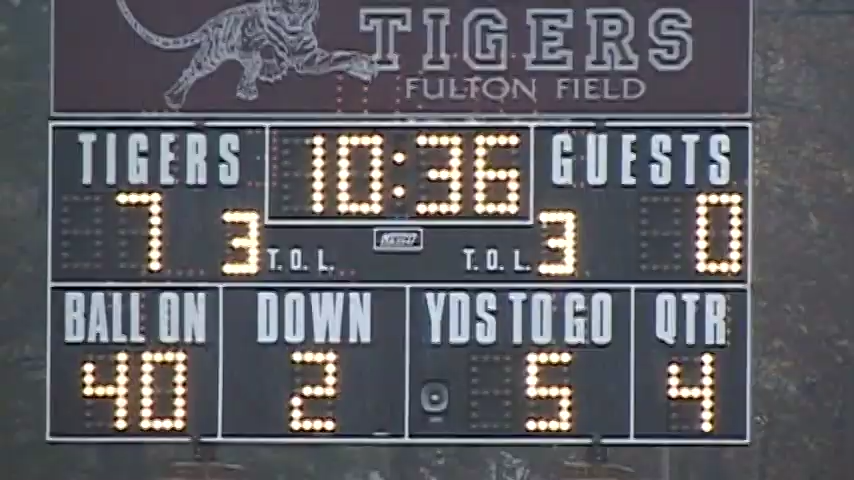 TIGERS
FULTON FIELD
TIGERS 10:36 GUESTS
7 3 T.O.L. T.O.L. 3 0
BALL ON DOWN YDS TO GO QTR
40 2 5 4